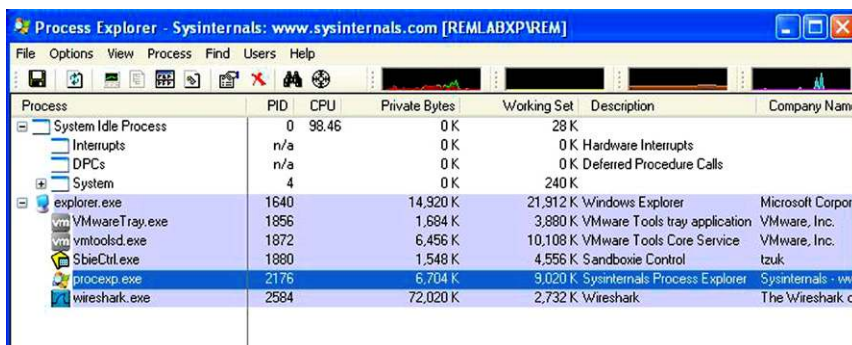 Process Explorer - Sysinternals: www.sysinternals.com [REMLABXP\REM]
File Options View Process Find Users Help
Process PID CPU Private Bytes Working Set Description Company Nam
System Idle Process 0 98.46 0 K 28 K
Interrupts n/a 0 K 0 K Hardware Interrupts
DPCs n/a 0 K 0 K Deferred Procedure Calls
System 4 0 K 240 K
explorer.exe 1640 14,920 K 21,912 K Windows Explorer Microsoft Corpor
vm VMwareTray.exe 1856 1,684 K 3,880 K VMware Tools tray application VMware, Inc.
vm vmtoolsd.exe 1872 6,456 K 10,108 K VMware Tools Core Service VMware, Inc.
SbieCtrl.exe 1880 1,548 K 4,556 K Sandboxie Control tzuk
procexp.exe 2176 6,704 K 9,020 K Sysinternals Process Explorer Sysinternals - ww
wireshark.exe 2584 72,020 K 2,732 K Wireshark The Wireshark